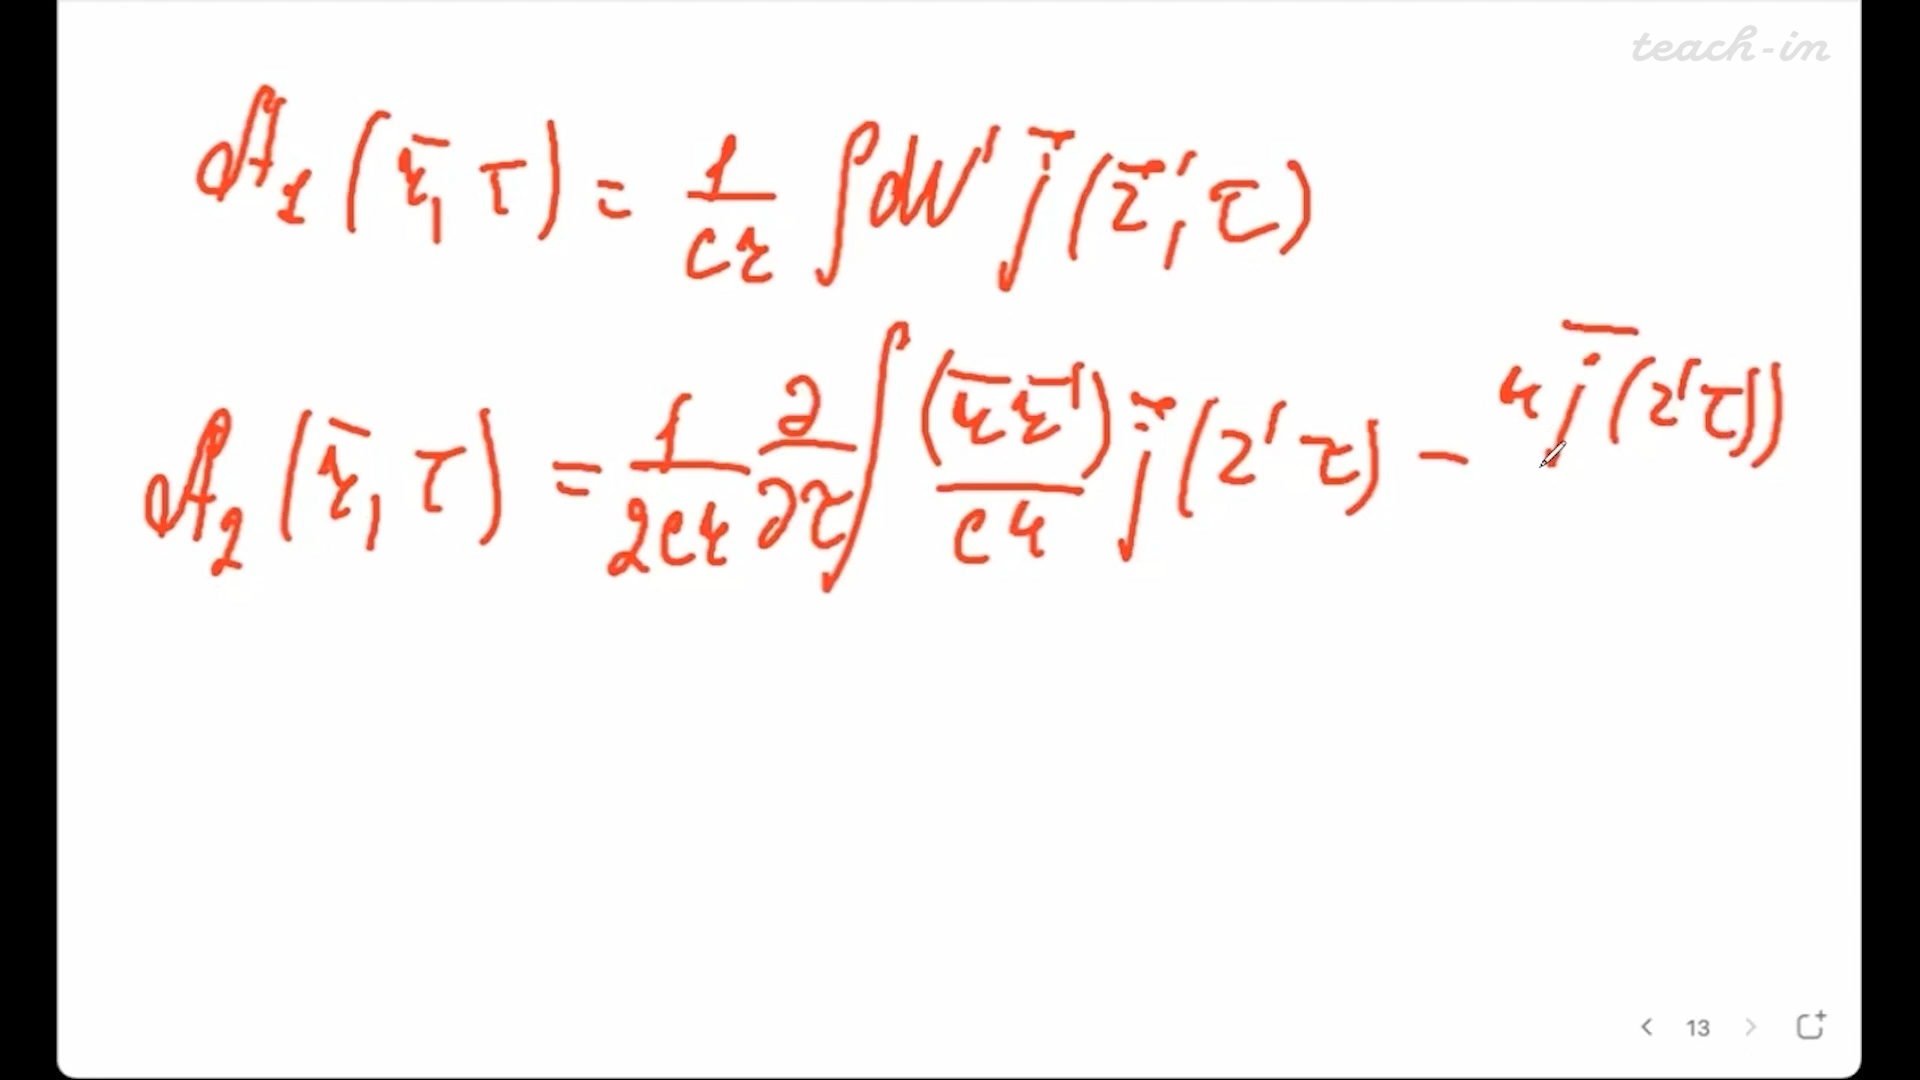 teach-in
A₁(r̄, τ) = 1/(cr) ∫dV' j̄(r̄', τ)
A₂(r̄, τ) = 1/(2cr) ∂/∂τ ∫ (r̄ r̄')/(cr) j̄(r' τ) − r j̄(r' τ))
13